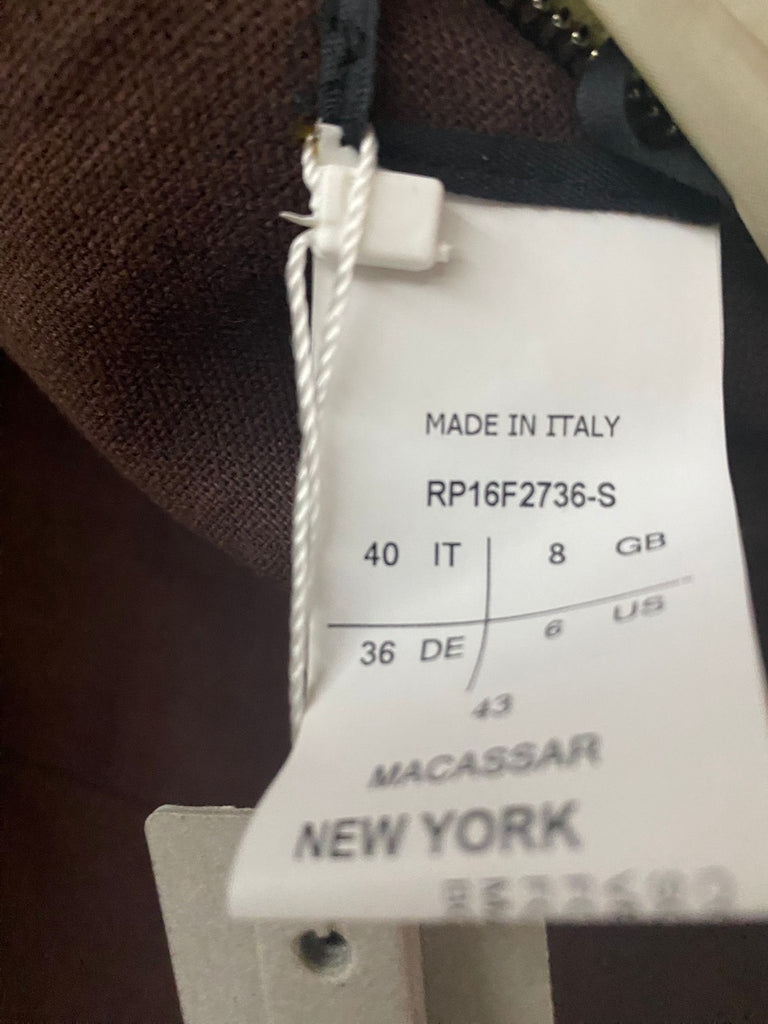 MADE IN ITALY
RP16F2736-S
40 IT 8 GB
36 DE 6 US
43
MACASSAR
NEW YORK